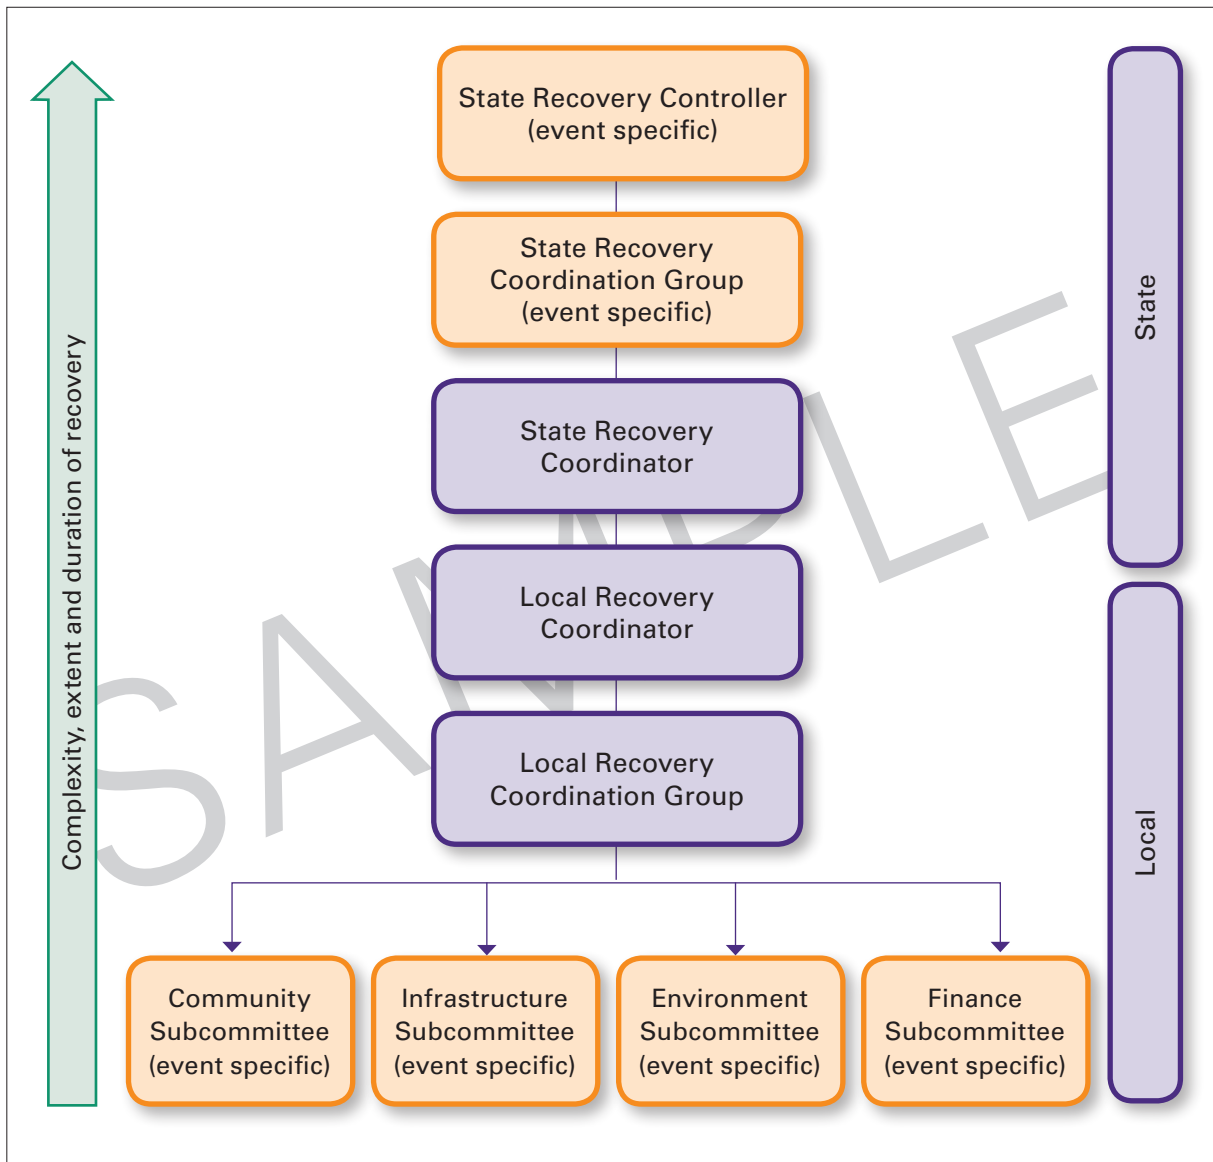 State Recovery Controller
(event specific)
State Recovery
Coordination Group
(event specific)
State Recovery
Coordinator
Local Recovery
Coordinator
Local Recovery
Coordination Group
Community
Subcommittee
(event specific)
Infrastructure
Subcommittee
(event specific)
Environment
Subcommittee
(event specific)
Finance
Subcommittee
(event specific)
Complexity, extent and duration of recovery
State
Local
SAMPLE